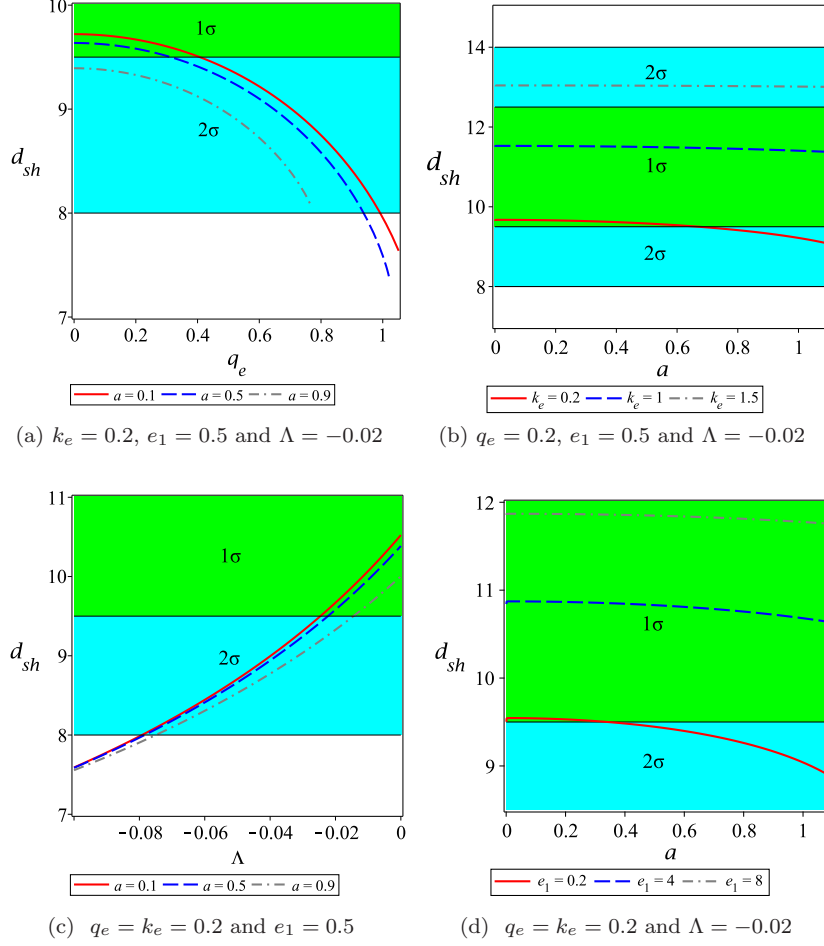 10
1σ
9
d_sh
2σ
8
7
0 0.2 0.4 0.6 0.8 1
q_e
a = 0.1 a = 0.5 a = 0.9
(a) k_e = 0.2, e_1 = 0.5 and Λ = −0.02
14
2σ
13
12
d_sh
11
1σ
10
9
2σ
8
0 0.2 0.4 0.6 0.8 1
a
k_e = 0.2 k_e = 1 k_e = 1.5
(b) q_e = 0.2, e_1 = 0.5 and Λ = −0.02
11
1σ
10
9
d_sh
2σ
8
7
−0.08 −0.06 −0.04 −0.02 0
Λ
a = 0.1 a = 0.5 a = 0.9
(c) q_e = k_e = 0.2 and e_1 = 0.5
12
11
1σ
d_sh
10
9
2σ
0 0.2 0.4 0.6 0.8 1
a
e_1 = 0.2 e_1 = 4 e_1 = 8
(d) q_e = k_e = 0.2 and Λ = −0.02